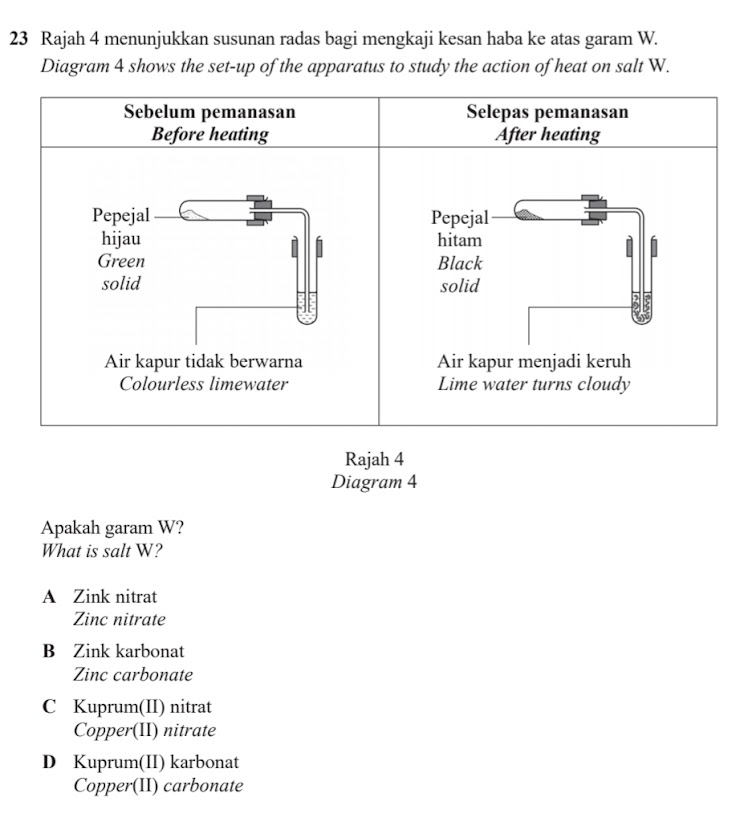 23 Rajah 4 menunjukkan susunan radas bagi mengkaji kesan haba ke atas garam W.
Diagram 4 shows the set-up of the apparatus to study the action of heat on salt W.
Sebelum pemanasan
Before heating
Pepejal
hijau
Green
solid
Air kapur tidak berwarna
Colourless limewater
Selepas pemanasan
After heating
Pepejal
hitam
Black
solid
Air kapur menjadi keruh
Lime water turns cloudy
Rajah 4
Diagram 4
Apakah garam W?
What is salt W?
A Zink nitrat
Zinc nitrate
B Zink karbonat
Zinc carbonate
C Kuprum(II) nitrat
Copper(II) nitrate
D Kuprum(II) karbonat
Copper(II) carbonate